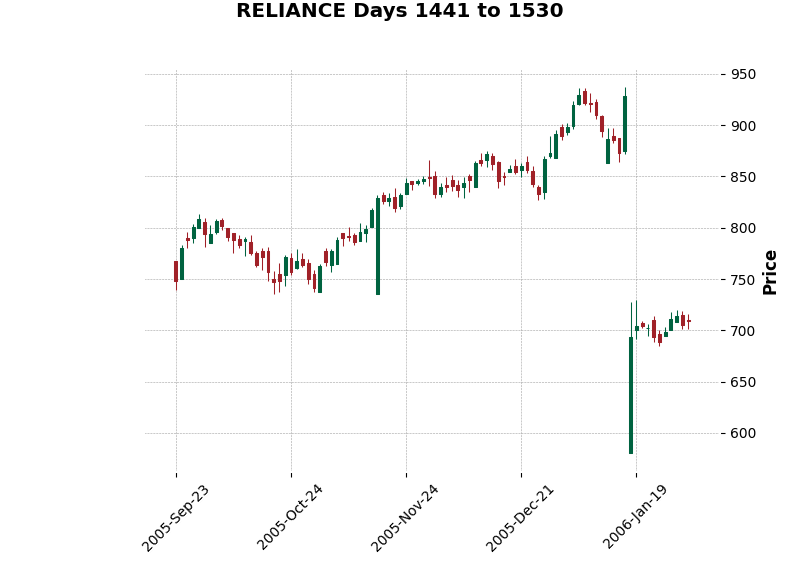 RELIANCE Days 1441 to 1530
950
900
850
800
750
700
650
600
Price
2005-Sep-23
2005-Oct-24
2005-Nov-24
2005-Dec-21
2006-Jan-19